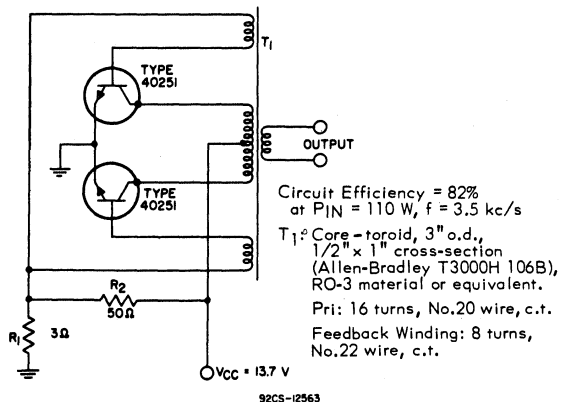 T1
TYPE
40251
OUTPUT
TYPE
40251
Circuit Efficiency = 82%
at PIN = 110 W, f = 3.5 kc/s
T1: Core-toroid, 3" o.d.,
1/2" x 1" cross-section
(Allen-Bradley T3000H 106B),
RO-3 material or equivalent.
Pri: 16 turns, No.20 wire, c.t.
Feedback Winding: 8 turns,
No.22 wire, c.t.
R2
50Ω
R1 3Ω
VCC = 13.7 V
92CS-12563